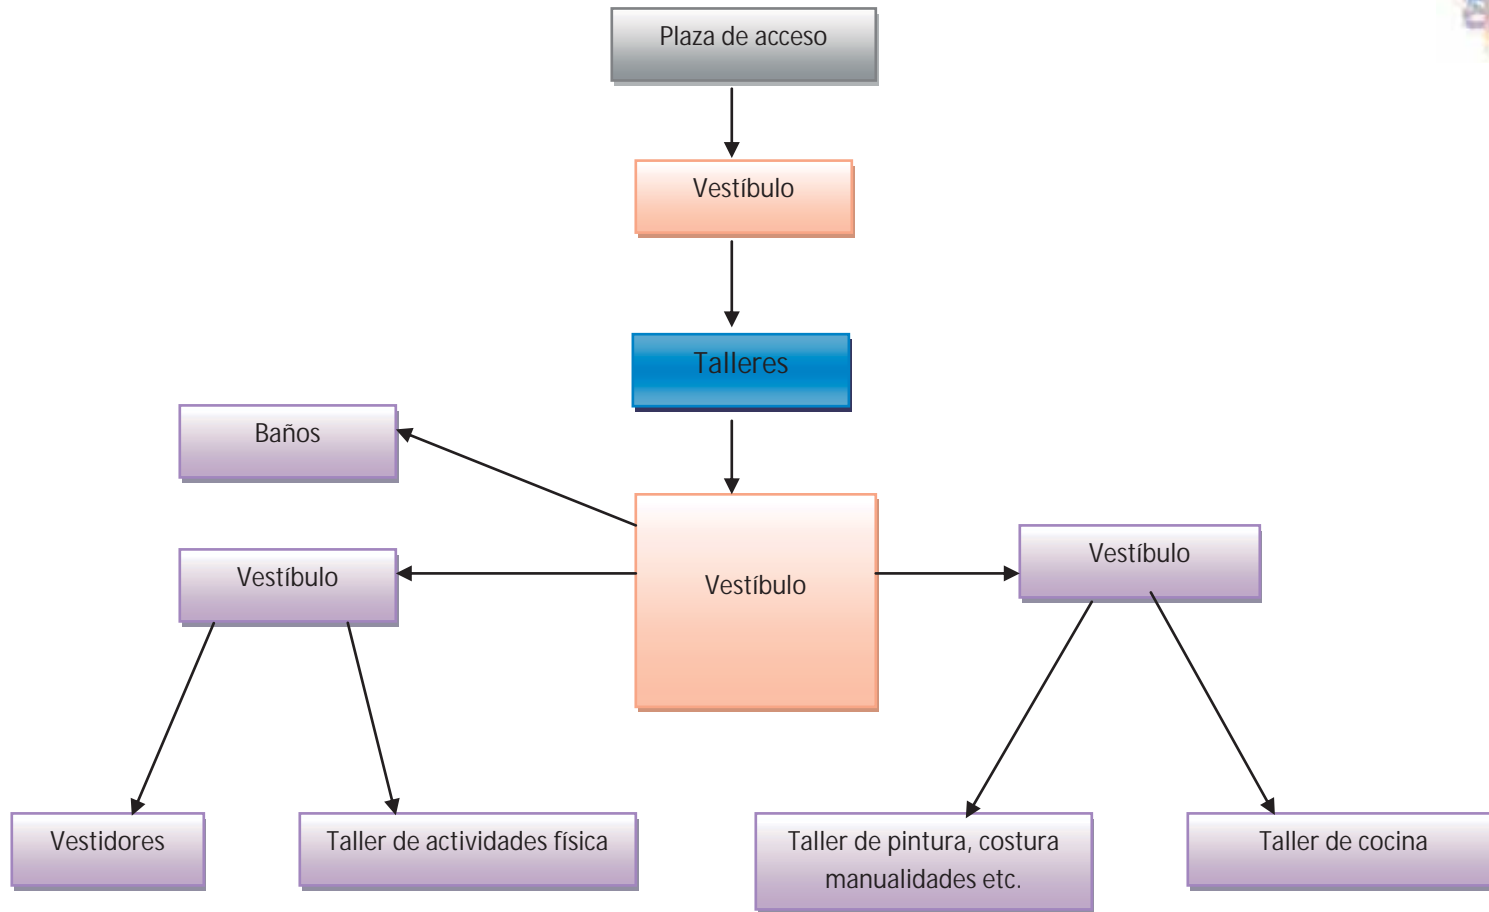 Plaza de acceso
Vestíbulo
Talleres
Baños
Vestíbulo
Vestíbulo
Vestíbulo
Vestidores
Taller de actividades física
Taller de pintura, costura
manualidades etc.
Taller de cocina